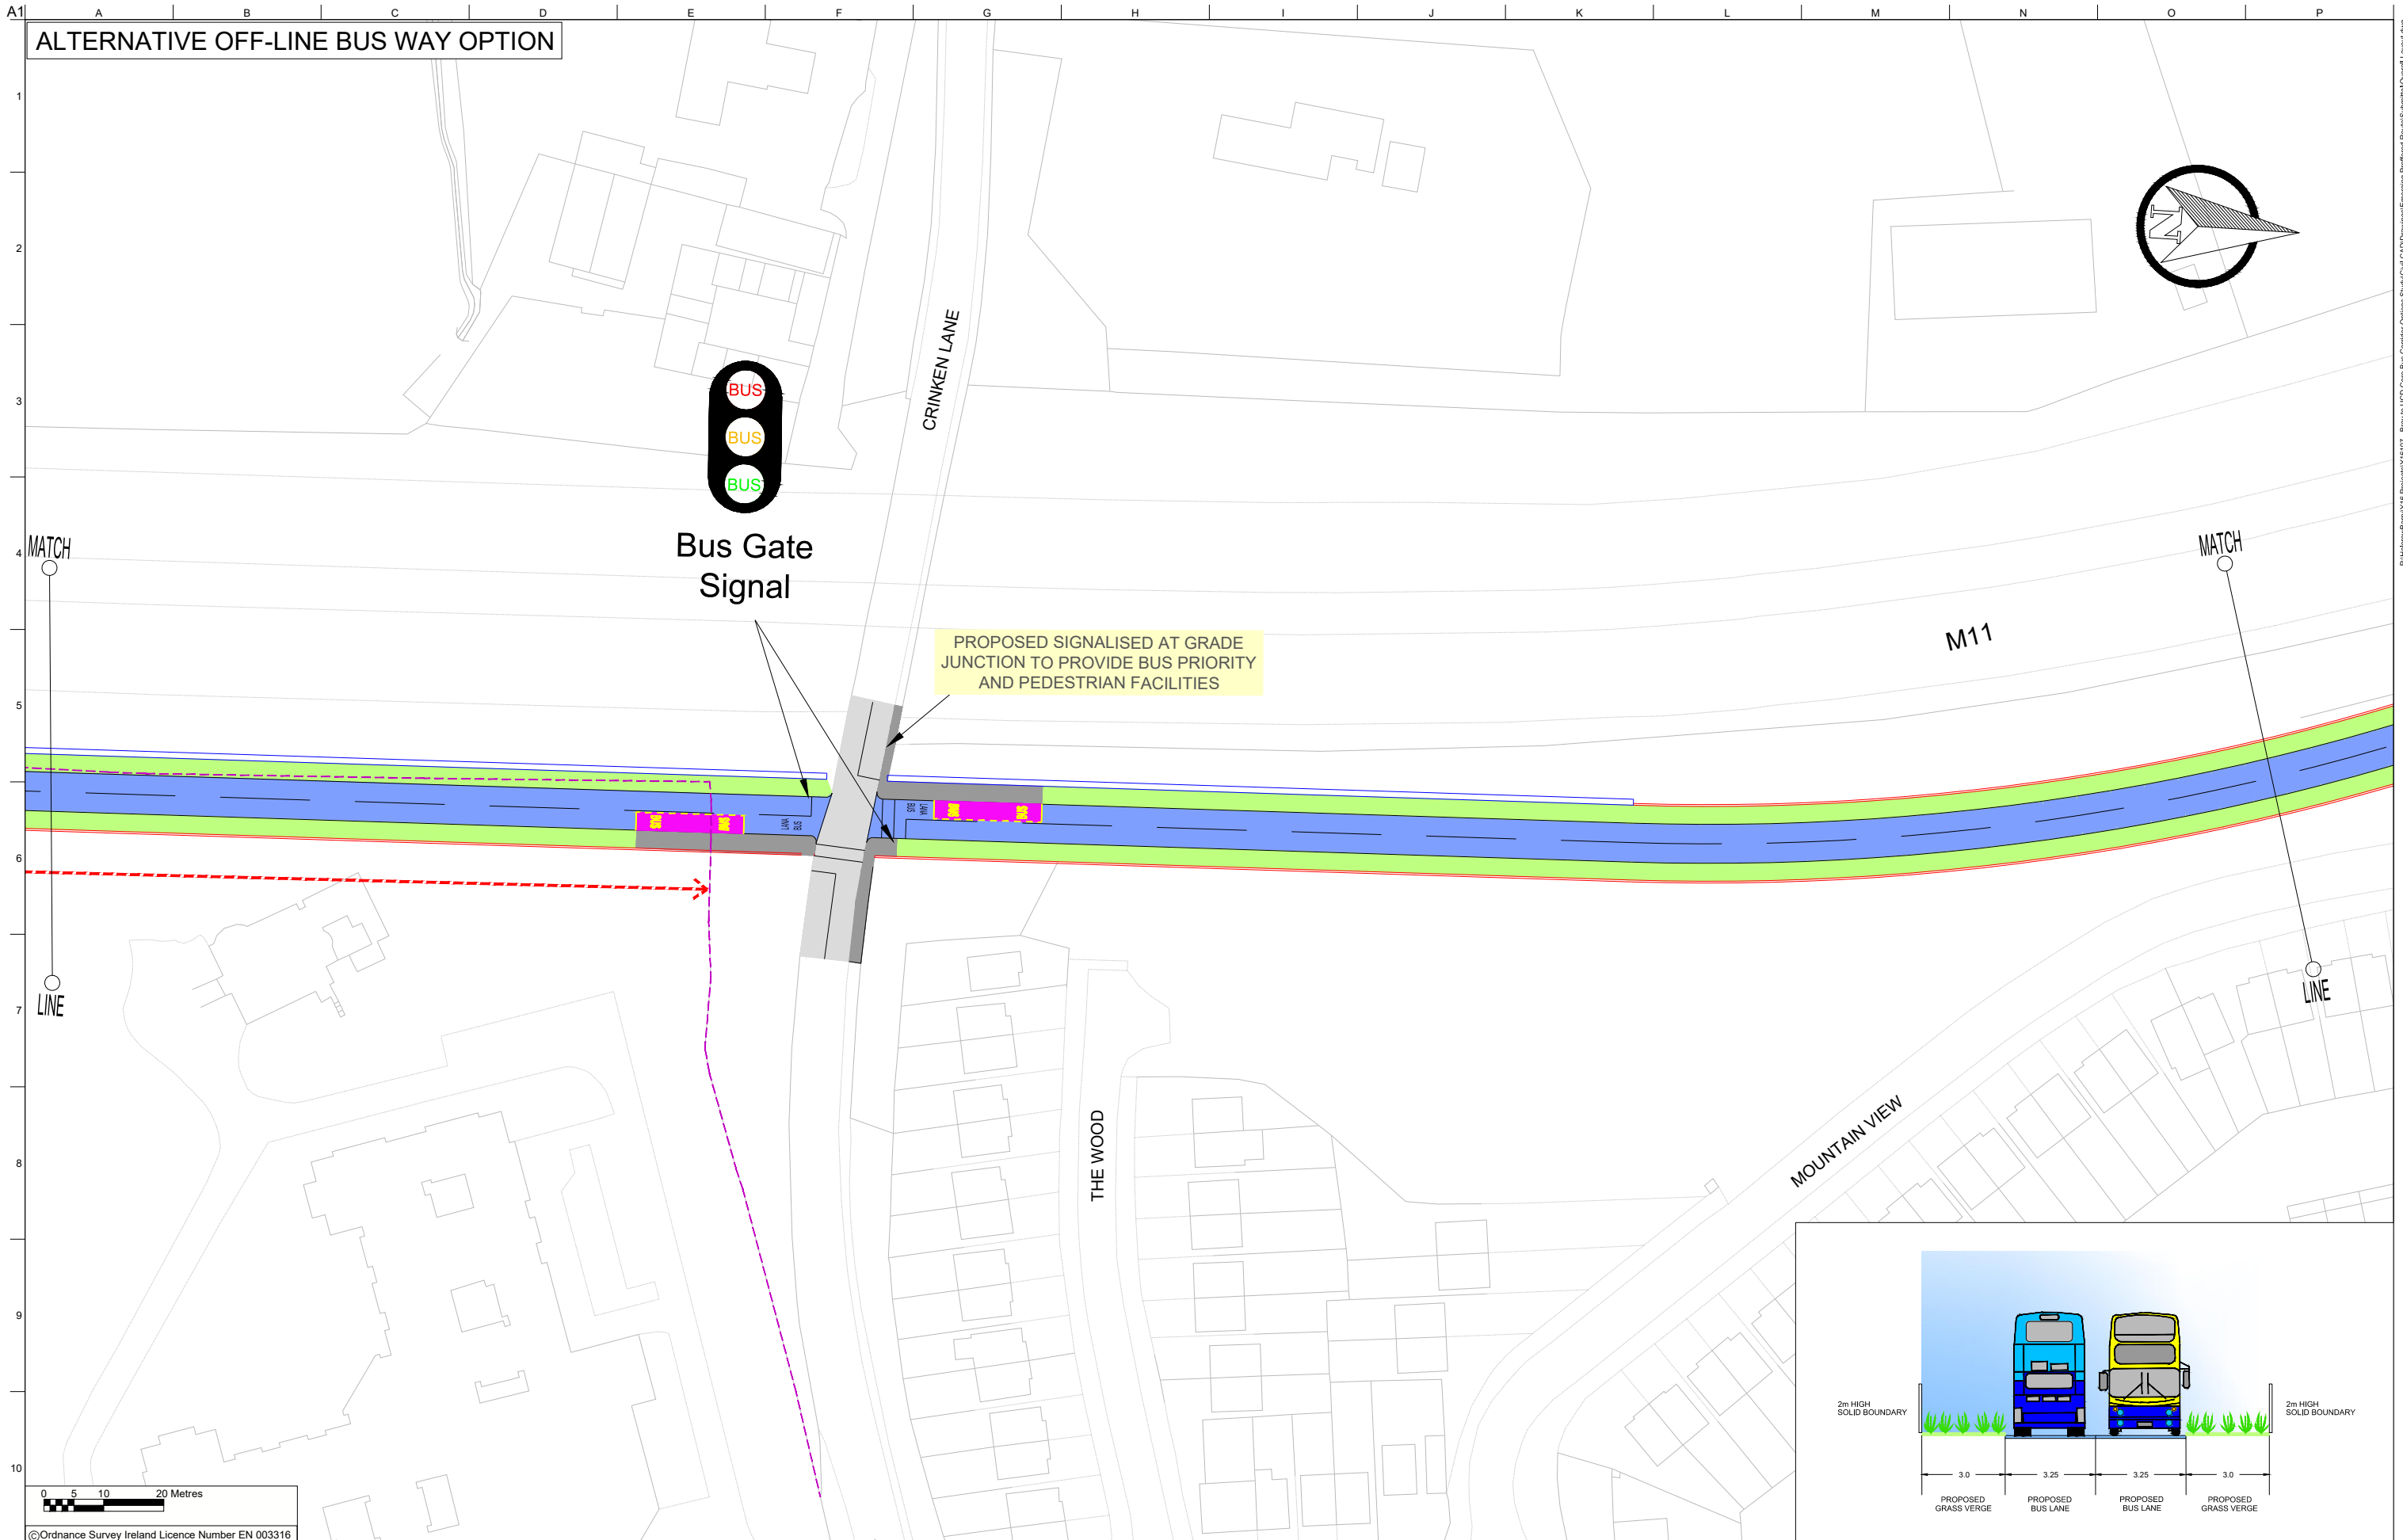 A1
A B C D E F G H I J K L M N O P
ALTERNATIVE OFF-LINE BUS WAY OPTION
1
2
3
4
5
6
7
8
9
10
N
CRINKEN LANE
BUS
BUS
BUS
Bus Gate
Signal
MATCH
LINE
MATCH
LINE
PROPOSED SIGNALISED AT GRADE
JUNCTION TO PROVIDE BUS PRIORITY
AND PEDESTRIAN FACILITIES
M11
LANA
BUS
LANA
BUS
THE WOOD
MOUNTAIN VIEW
2m HIGH
SOLID BOUNDARY
2m HIGH
SOLID BOUNDARY
3.0 3.25 3.25 3.0
PROPOSED
GRASS VERGE
PROPOSED
BUS LANE
PROPOSED
BUS LANE
PROPOSED
GRASS VERGE
0 5 10 20 Metres
©Ordnance Survey Ireland Licence Number EN 003316